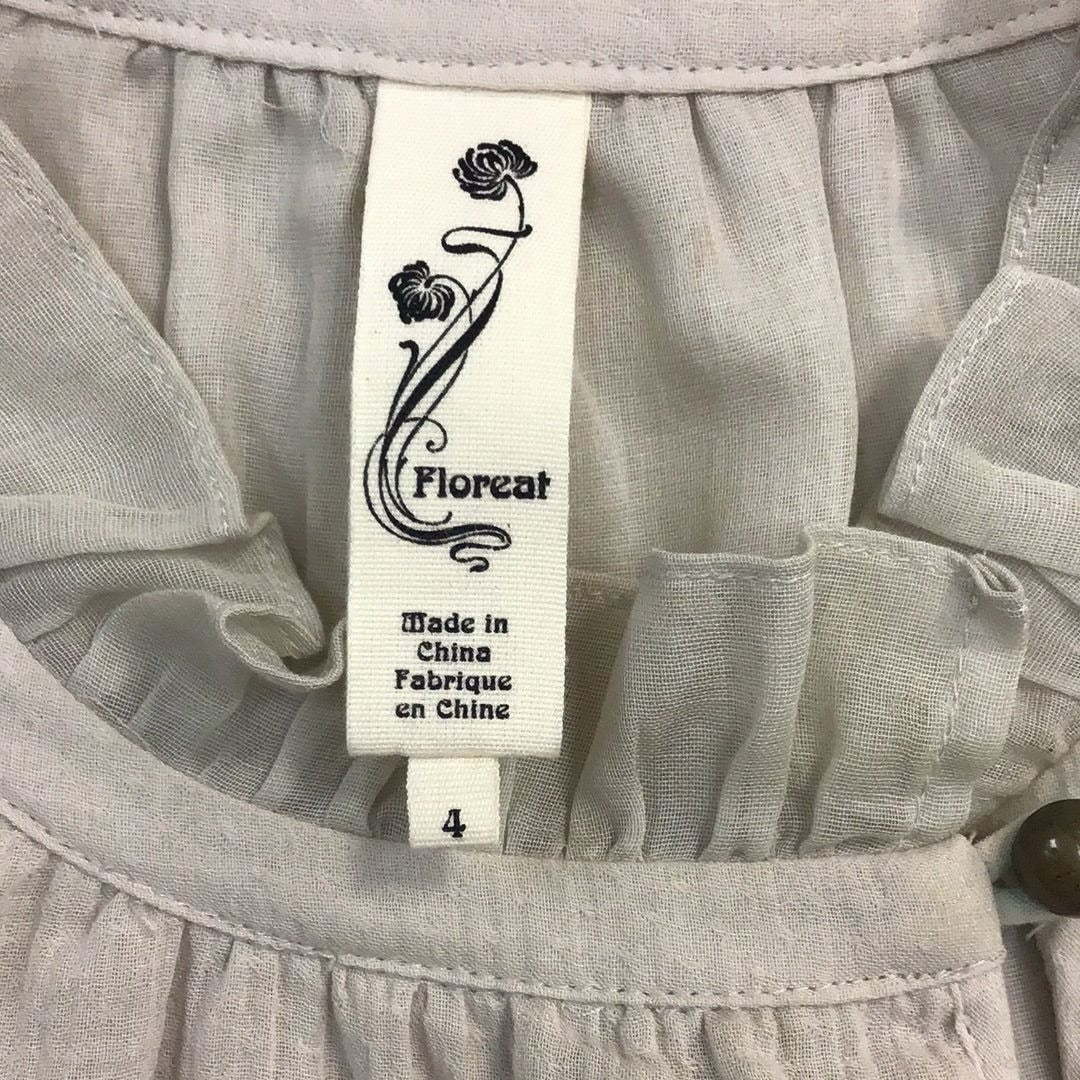 Floreat
Made in
China
Fabrique
en Chine
4